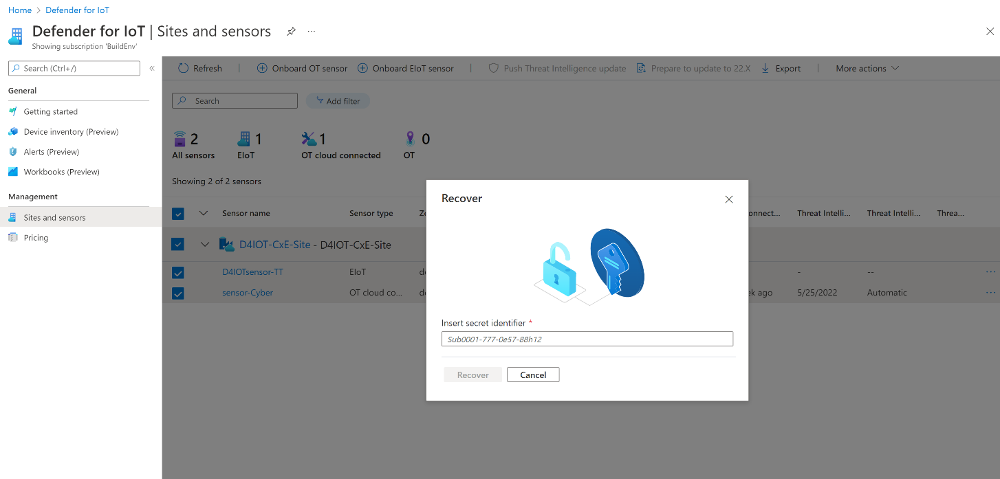 Home > Defender for IoT
Defender for IoT | Sites and sensors ...
Showing subscription 'BuildEnv'
Search (Ctrl+/) «
General
Getting started
Device inventory (Preview)
Alerts (Preview)
Workbooks (Preview)
Management
Sites and sensors
Pricing
Refresh | Onboard OT sensor Onboard EIoT sensor | Push Threat Intelligence update Prepare to update to 22.X Export | More actions
Search Add filter
2 1 1 0
All sensors EIoT OT cloud connected OT
Showing 2 of 2 sensors
Sensor name Sensor type onnect... Threat Intelli... Threat Intelli... Threa...
D4IOT-CxE-Site - D4IOT-CxE-Site
D4IOTsensor-TT EIoT - -- ...
sensor-Cyber OT cloud co... ago 5/25/2022 Automatic ...
Recover
Insert secret identifier *
Sub0001-777-0e57-88h12
Recover Cancel